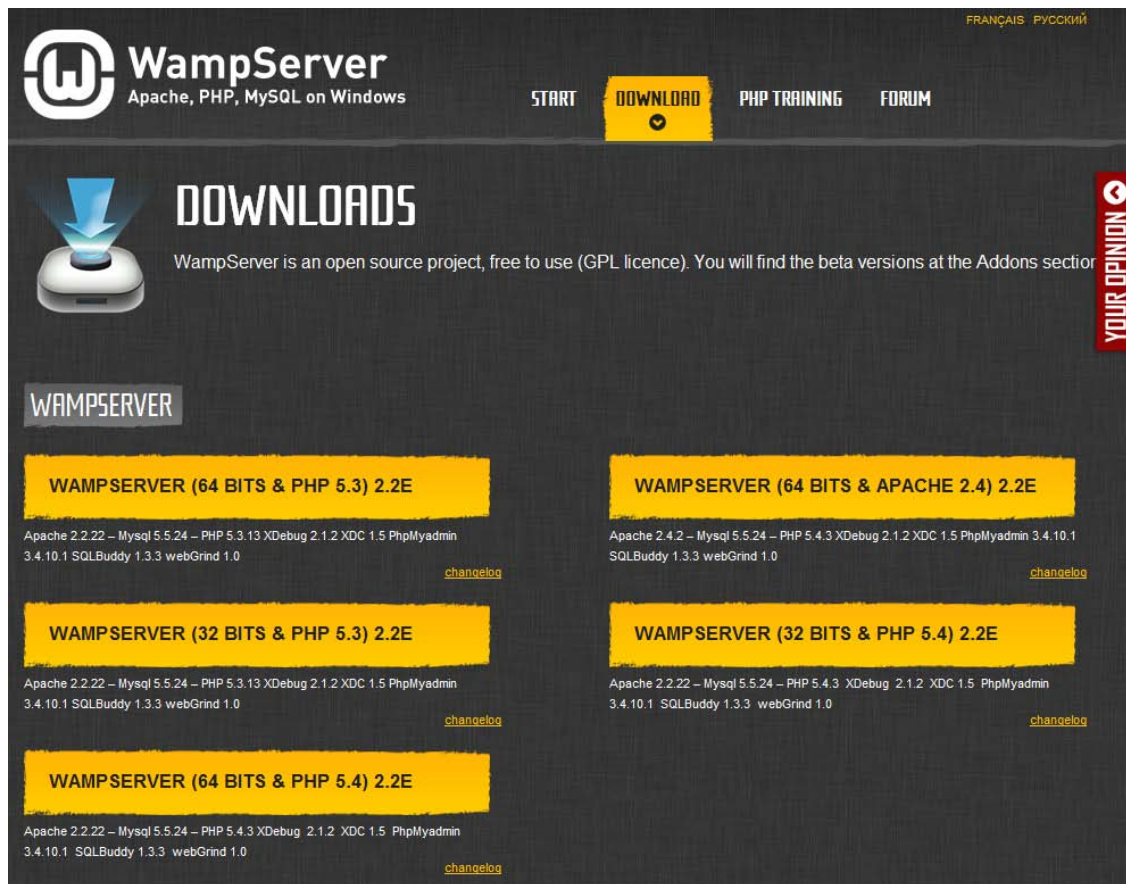 FRANÇAIS РУССКИЙ
WampServer
Apache, PHP, MySQL on Windows
START DOWNLOAD PHP TRAINING FORUM
DOWNLOADS
WampServer is an open source project, free to use (GPL licence). You will find the beta versions at the Addons section
YOUR OPINION
WAMPSERVER
WAMPSERVER (64 BITS & PHP 5.3) 2.2E
Apache 2.2.22 – Mysql 5.5.24 – PHP 5.3.13 XDebug 2.1.2 XDC 1.5 PhpMyadmin
3.4.10.1 SQLBuddy 1.3.3 webGrind 1.0
changelog
WAMPSERVER (64 BITS & APACHE 2.4) 2.2E
Apache 2.4.2 – Mysql 5.5.24 – PHP 5.4.3 XDebug 2.1.2 XDC 1.5 PhpMyadmin 3.4.10.1
SQLBuddy 1.3.3 webGrind 1.0
changelog
WAMPSERVER (32 BITS & PHP 5.3) 2.2E
Apache 2.2.22 – Mysql 5.5.24 – PHP 5.3.13 XDebug 2.1.2 XDC 1.5 PhpMyadmin
3.4.10.1 SQLBuddy 1.3.3 webGrind 1.0
changelog
WAMPSERVER (32 BITS & PHP 5.4) 2.2E
Apache 2.2.22 – Mysql 5.5.24 – PHP 5.4.3 XDebug 2.1.2 XDC 1.5 PhpMyadmin
3.4.10.1 SQLBuddy 1.3.3 webGrind 1.0
changelog
WAMPSERVER (64 BITS & PHP 5.4) 2.2E
Apache 2.2.22 – Mysql 5.5.24 – PHP 5.4.3 XDebug 2.1.2 XDC 1.5 PhpMyadmin
3.4.10.1 SQLBuddy 1.3.3 webGrind 1.0
changelog